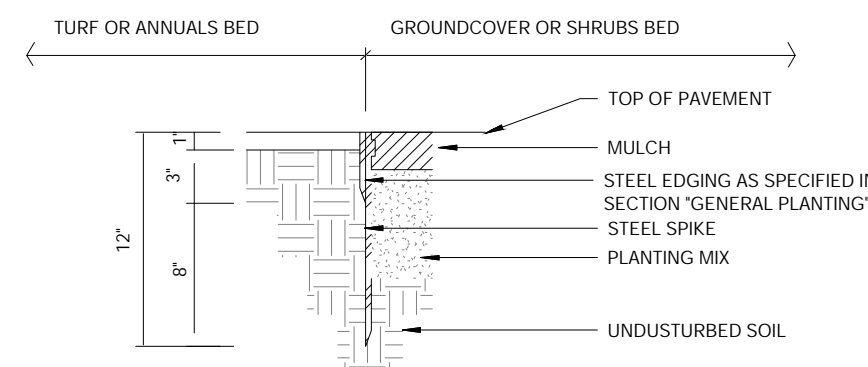 TURF OR ANNUALS BED
GROUNDCOVER OR SHRUBS BED
TOP OF PAVEMENT
MULCH
STEEL EDGING AS SPECIFIED IN
SECTION "GENERAL PLANTING"
STEEL SPIKE
PLANTING MIX
UNDUSTURBED SOIL
1"
3"
12"
8"